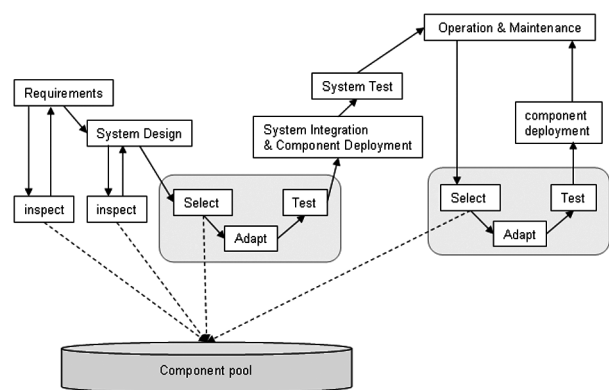 Operation & Maintenance
System Test
Requirements
component
deployment
System Design
System Integration
& Component Deployment
inspect
inspect
Select
Test
Adapt
Select
Test
Adapt
Component pool